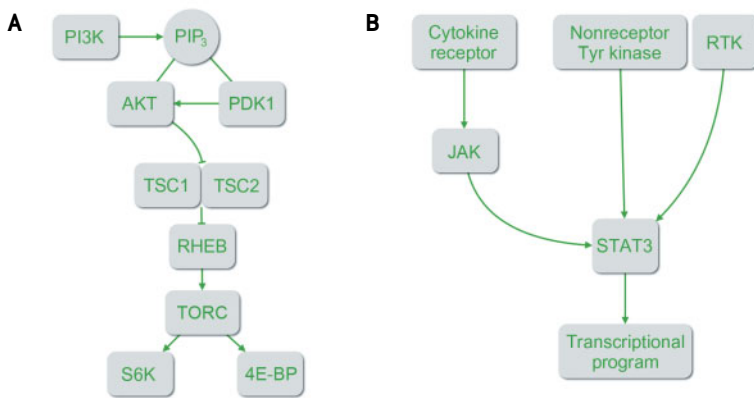 A
PI3K
PIP3
AKT
PDK1
TSC1
TSC2
RHEB
TORC
S6K
4E-BP
B
Cytokine
receptor
Nonreceptor
Tyr kinase
RTK
JAK
STAT3
Transcriptional
program